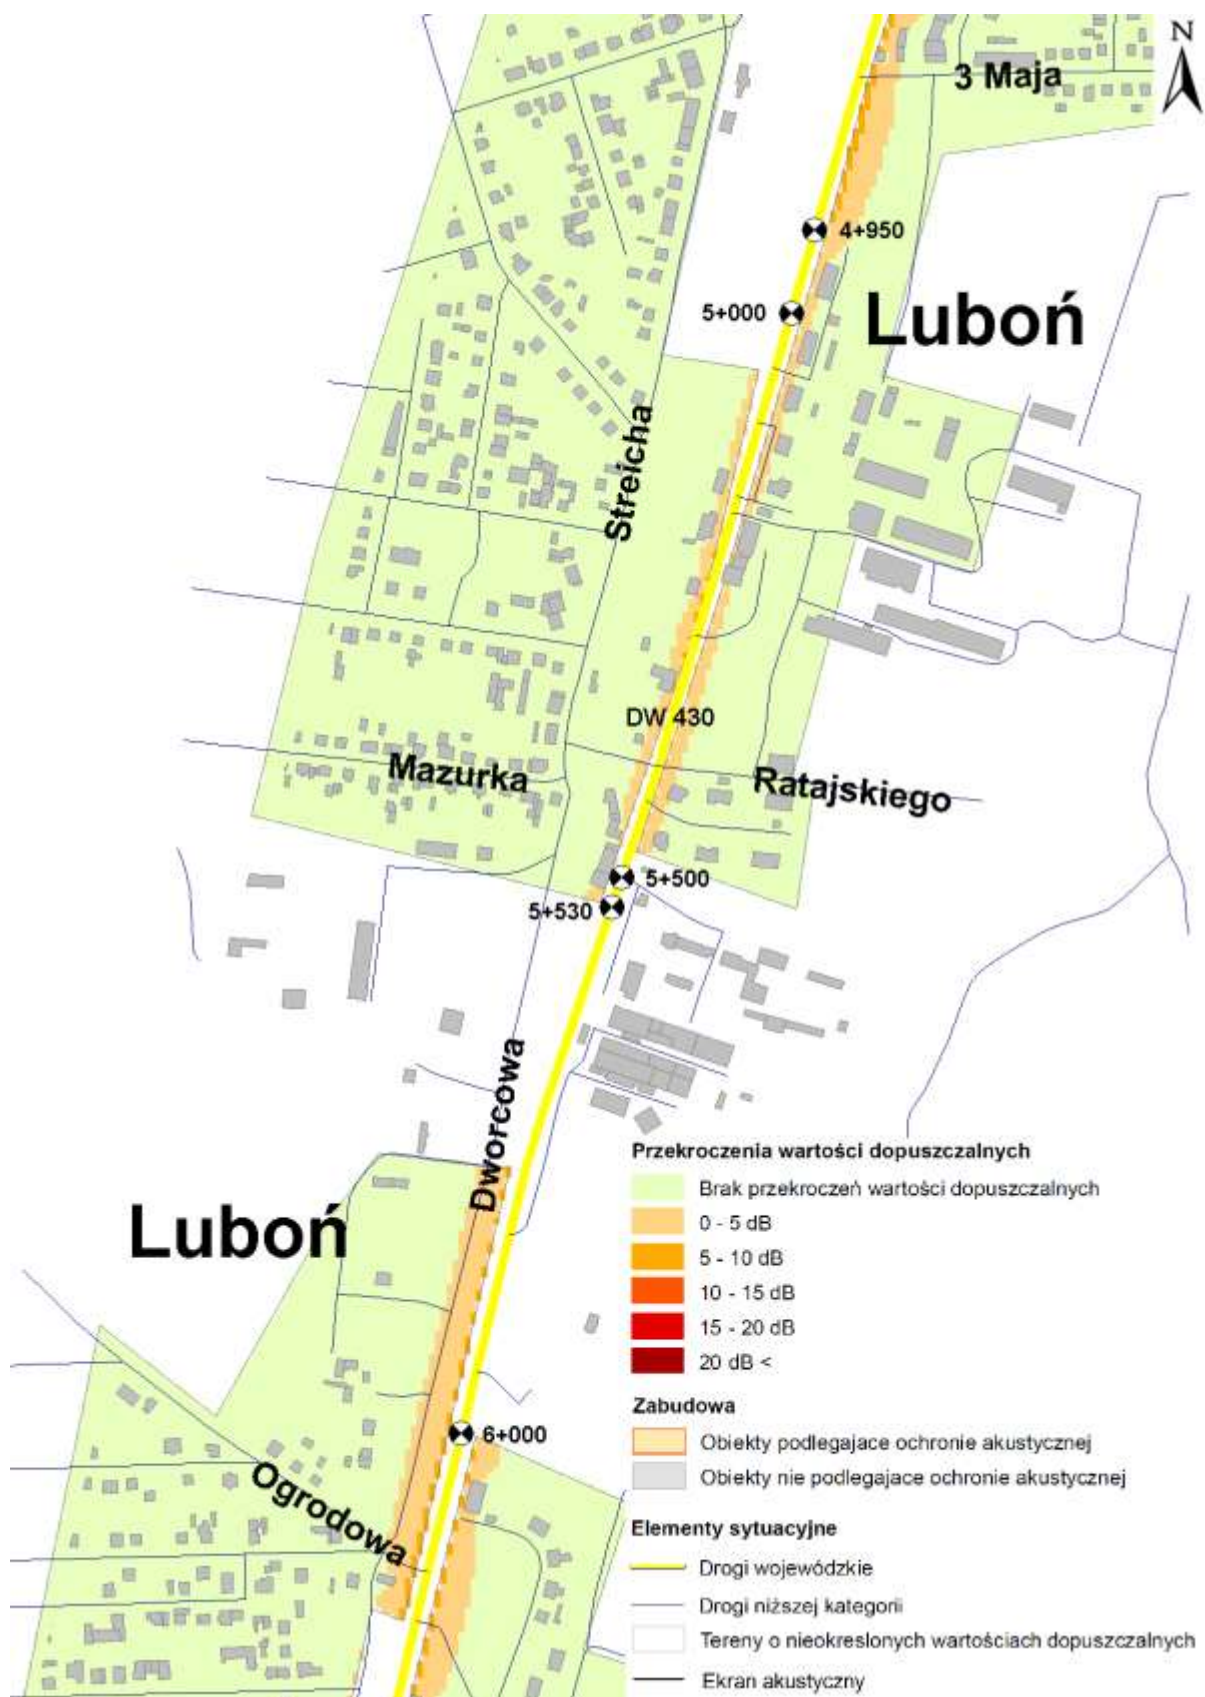 N
3 Maja
4+950
5+000
Luboń
Streicha
DW 430
Mazurka
Ratajskiego
5+500
5+530
Dworcowa
Luboń
6+000
Ogrodowa
Przekroczenia wartości dopuszczalnych
Brak przekroczeń wartości dopuszczalnych
0 - 5 dB
5 - 10 dB
10 - 15 dB
15 - 20 dB
20 dB <
Zabudowa
Obiekty podlegajace ochronie akustycznej
Obiekty nie podlegajace ochronie akustycznej
Elementy sytuacyjne
Drogi wojewódzkie
Drogi niższej kategorii
Tereny o nieokreslonych wartościach dopuszczalnych
Ekran akustyczny